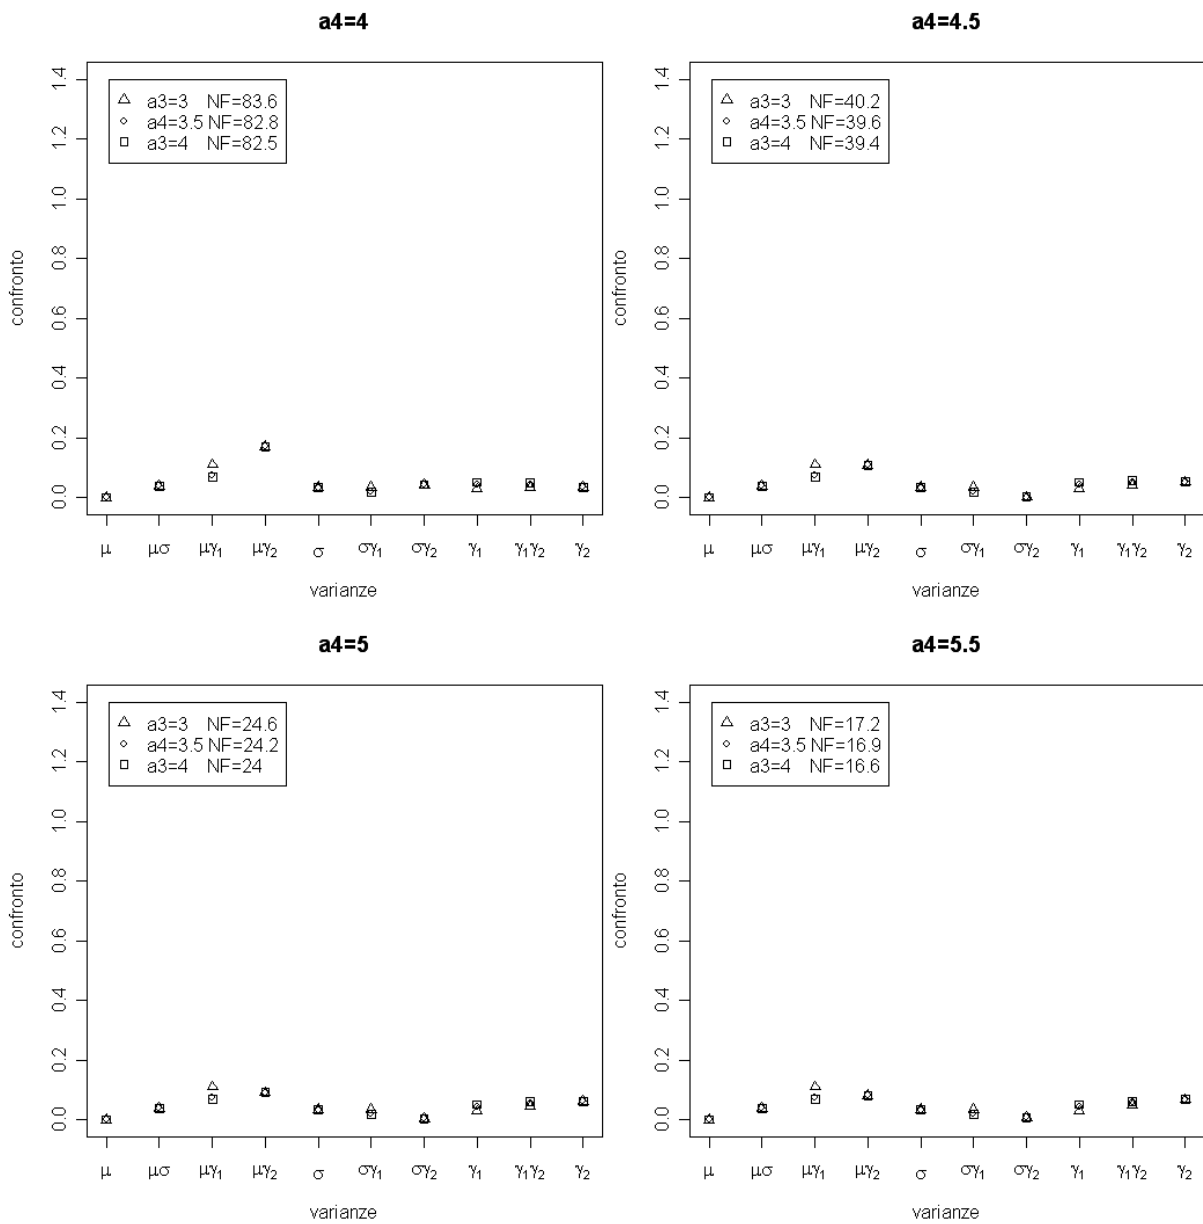 a4=4
1.4
1.2
1.0
0.8
0.6
0.4
0.2
0.0
confronto
a3=3 NF=83.6
a4=3.5 NF=82.8
a3=4 NF=82.5
μ μσ μγ1 μγ2 σ σγ1 σγ2 γ1 γ1γ2 γ2
varianze
a4=4.5
1.4
1.2
1.0
0.8
0.6
0.4
0.2
0.0
confronto
a3=3 NF=40.2
a4=3.5 NF=39.6
a3=4 NF=39.4
μ μσ μγ1 μγ2 σ σγ1 σγ2 γ1 γ1γ2 γ2
varianze
a4=5
1.4
1.2
1.0
0.8
0.6
0.4
0.2
0.0
confronto
a3=3 NF=24.6
a4=3.5 NF=24.2
a3=4 NF=24
μ μσ μγ1 μγ2 σ σγ1 σγ2 γ1 γ1γ2 γ2
varianze
a4=5.5
1.4
1.2
1.0
0.8
0.6
0.4
0.2
0.0
confronto
a3=3 NF=17.2
a4=3.5 NF=16.9
a3=4 NF=16.6
μ μσ μγ1 μγ2 σ σγ1 σγ2 γ1 γ1γ2 γ2
varianze